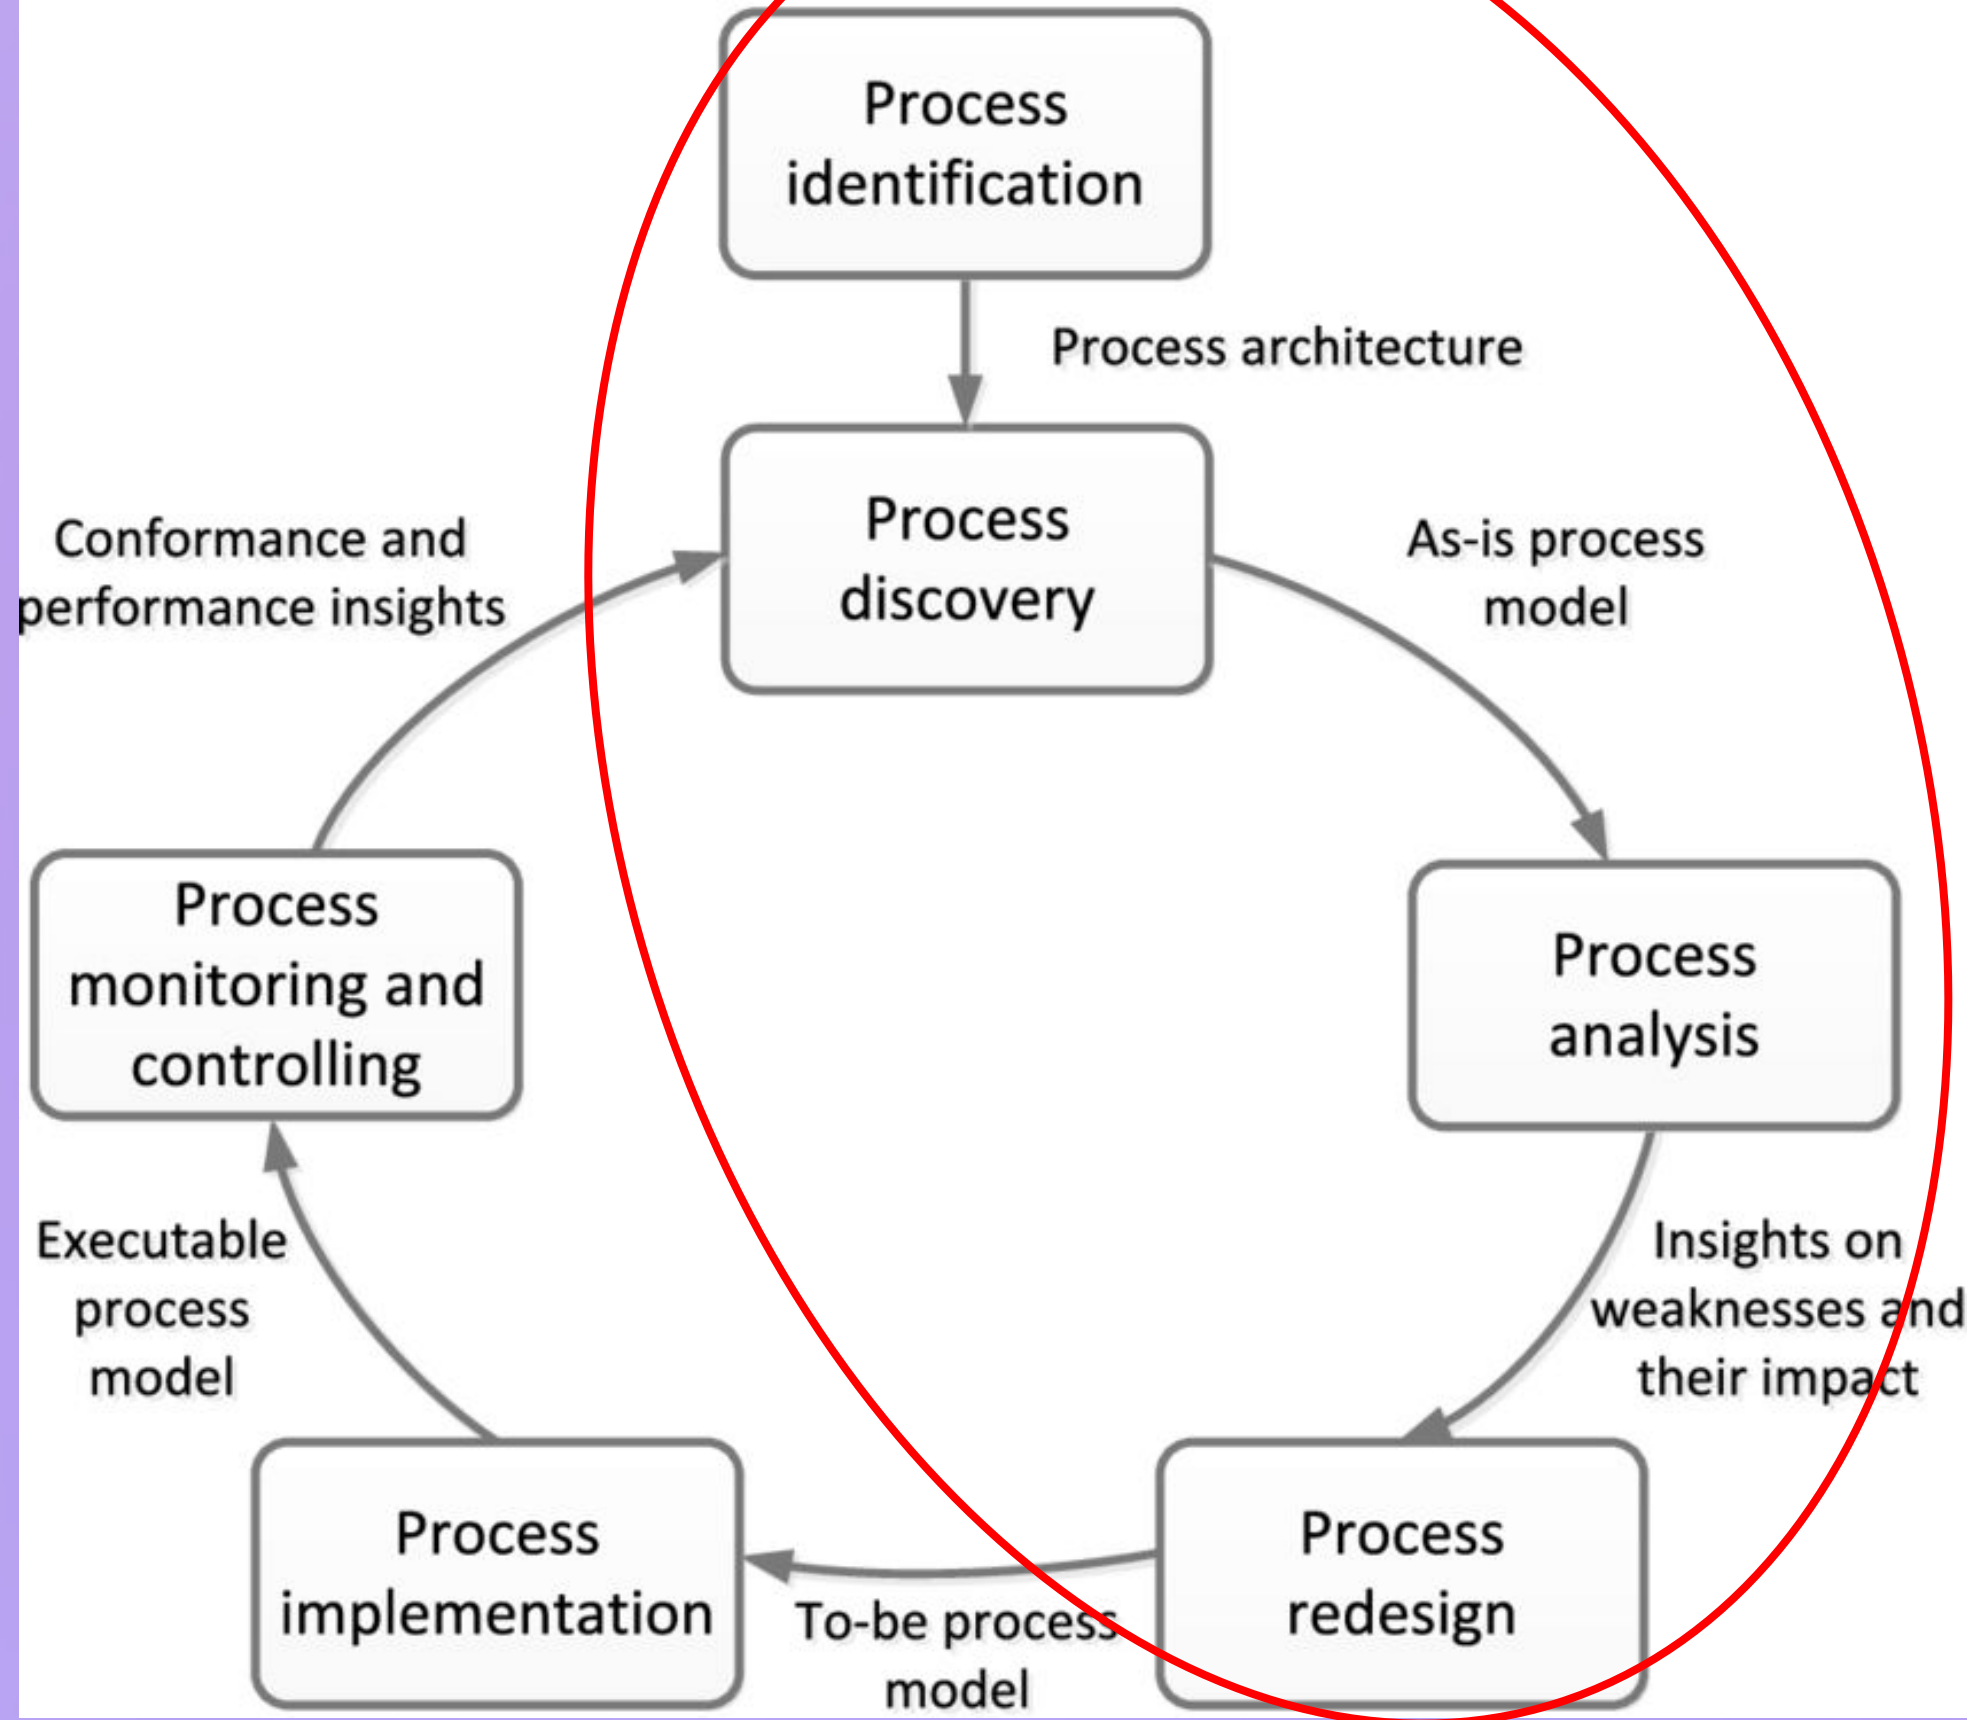 Process
identification
Process architecture
Process
discovery
Conformance and
performance insights
As-is process
model
Process
monitoring and
controlling
Process
analysis
Executable
process
model
Insights on
weaknesses and
their impact
Process
implementation
To-be process
model
Process
redesign